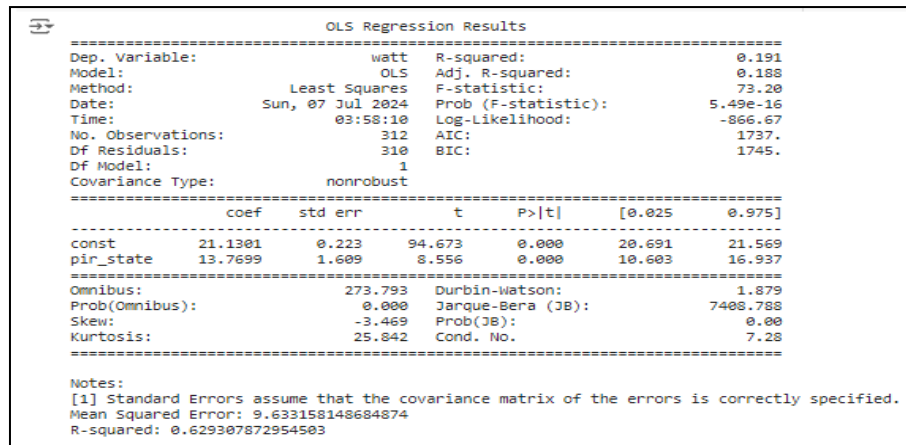 OLS Regression Results
==============================================================================
Dep. Variable: watt R-squared: 0.191
Model: OLS Adj. R-squared: 0.188
Method: Least Squares F-statistic: 73.20
Date: Sun, 07 Jul 2024 Prob (F-statistic): 5.49e-16
Time: 03:58:10 Log-Likelihood: -866.67
No. Observations: 312 AIC: 1737.
Df Residuals: 310 BIC: 1745.
Df Model: 1
Covariance Type: nonrobust
==============================================================================
coef std err t P>|t| [0.025 0.975]
------------------------------------------------------------------------------
const 21.1301 0.223 94.673 0.000 20.691 21.569
pir_state 13.7699 1.609 8.556 0.000 10.603 16.937
==============================================================================
Omnibus: 273.793 Durbin-Watson: 1.879
Prob(Omnibus): 0.000 Jarque-Bera (JB): 7408.788
Skew: -3.469 Prob(JB): 0.00
Kurtosis: 25.842 Cond. No. 7.28
==============================================================================
Notes:
[1] Standard Errors assume that the covariance matrix of the errors is correctly specified.
Mean Squared Error: 9.633158148684874
R-squared: 0.629307872954503